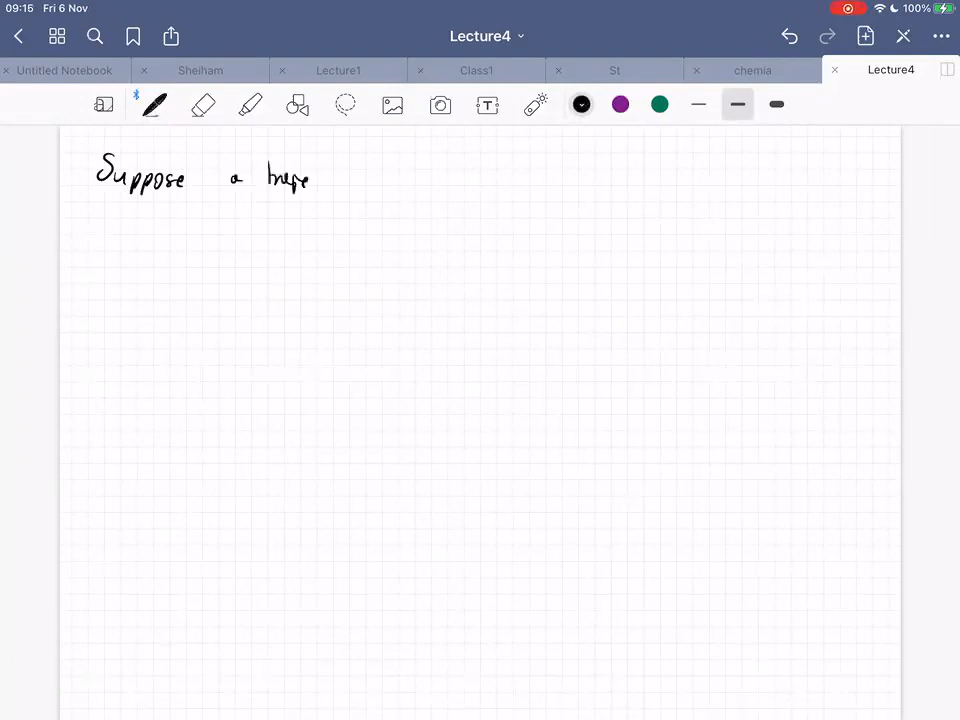 09:15 Fri 6 Nov 100%
Lecture4
Untitled Notebook Sheiham Lecture1 Class1 St chemia Lecture4
T
Suppose a